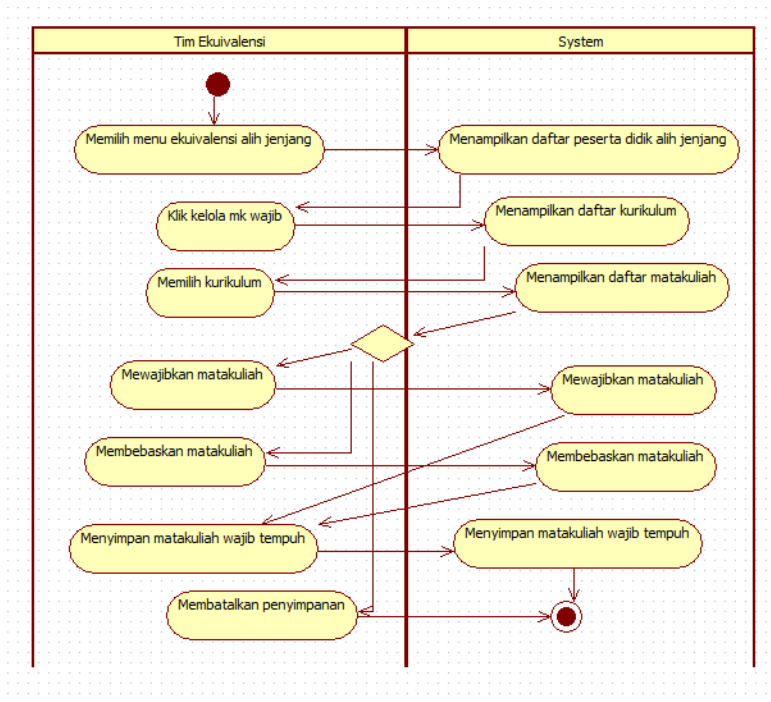 Tim Ekuivalensi
System
Memilih menu ekuivalensi alih jenjang
Menampilkan daftar peserta didik alih jenjang
Klik kelola mk wajib
Menampilkan daftar kurikulum
Memilih kurikulum
Menampilkan daftar matakuliah
Mewajibkan matakuliah
Mewajibkan matakuliah
Membebaskan matakuliah
Membebaskan matakuliah
Menyimpan matakuliah wajib tempuh
Menyimpan matakuliah wajib tempuh
Membatalkan penyimpanan